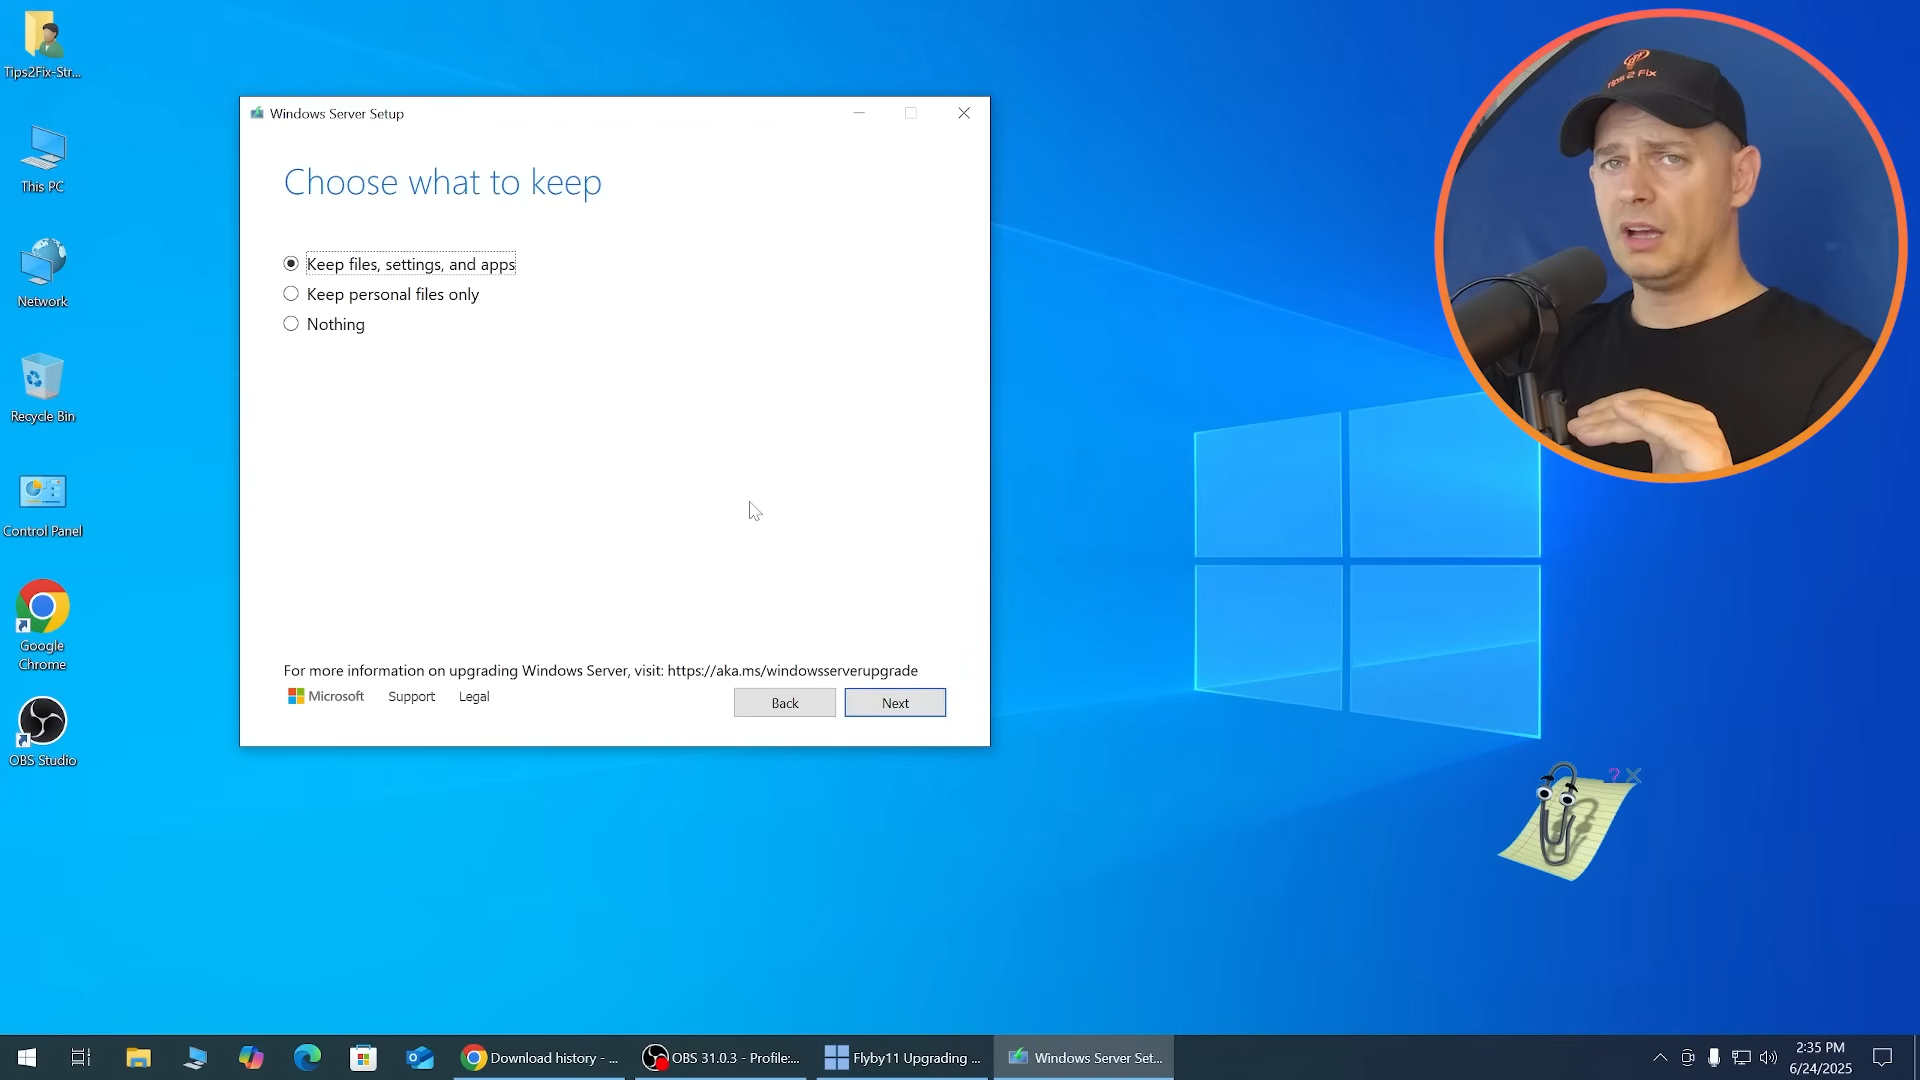 Tips2Fix-Str...
This PC
Network
Recycle Bin
Control Panel
Google
Chrome
OBS Studio
Windows Server Setup
Choose what to keep
Keep files, settings, and apps
Keep personal files only
Nothing
For more information on upgrading Windows Server, visit: https://aka.ms/windowsserverupgrade
Microsoft
Support
Legal
Back
Next
Tips 2 Fix
?
Download history - ...
OBS 31.0.3 - Profile:...
Flyby11 Upgrading ...
Windows Server Set...
2:35 PM
6/24/2025